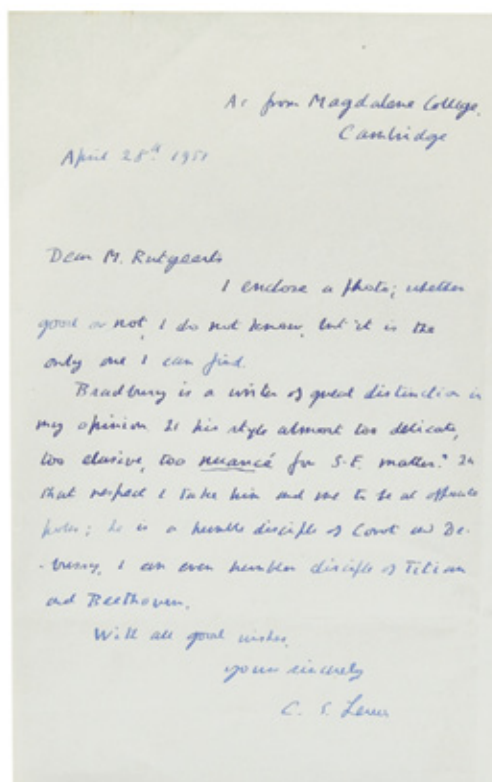 As from Magdalene College,
Cambridge
April 28th 1951
Dear M. Rutgeerts
I enclose a photo; whether
good or not, I do not know, but it is the
only one I can find.
Bradbury is a writer of great distinction in
my opinion. Is his style almost too delicate,
too elusive, too nuancé for S-F. matter? In
that respect I take him and me to be at opposite
poles; he is a humble disciple of Corot and De-
-bussy, I an even humbler disciple of Titian
and Beethoven.
With all good wishes,
yours sincerely
C. S. Lewis